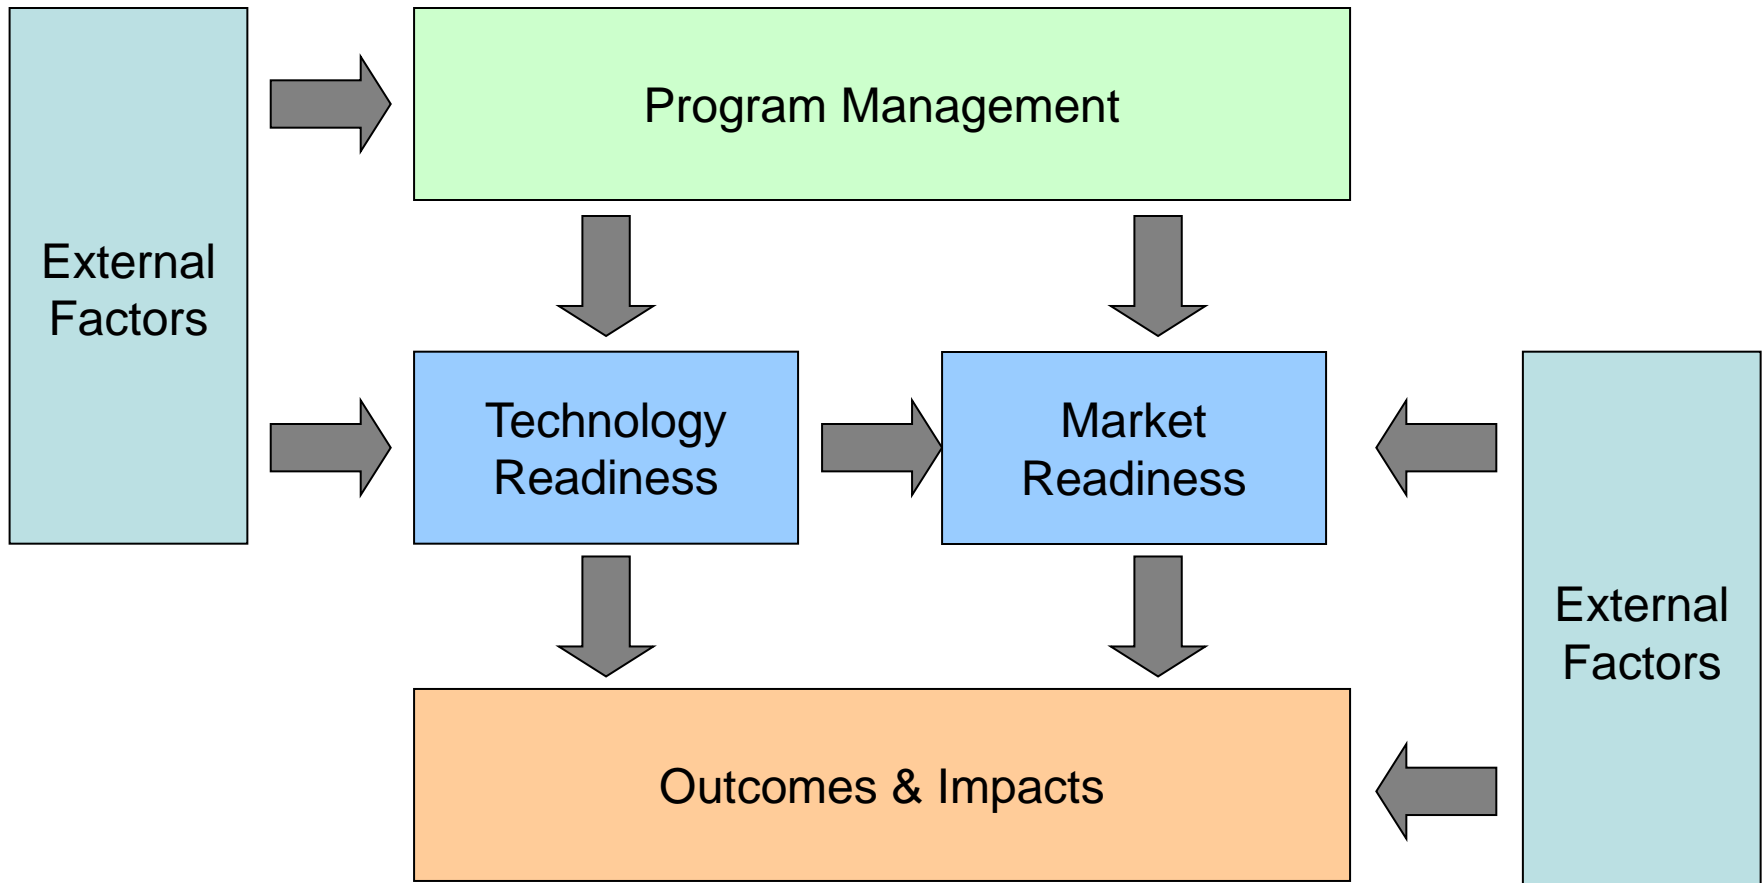 Program Management
External
Factors
Technology
Readiness
Market
Readiness
External
Factors
Outcomes & Impacts